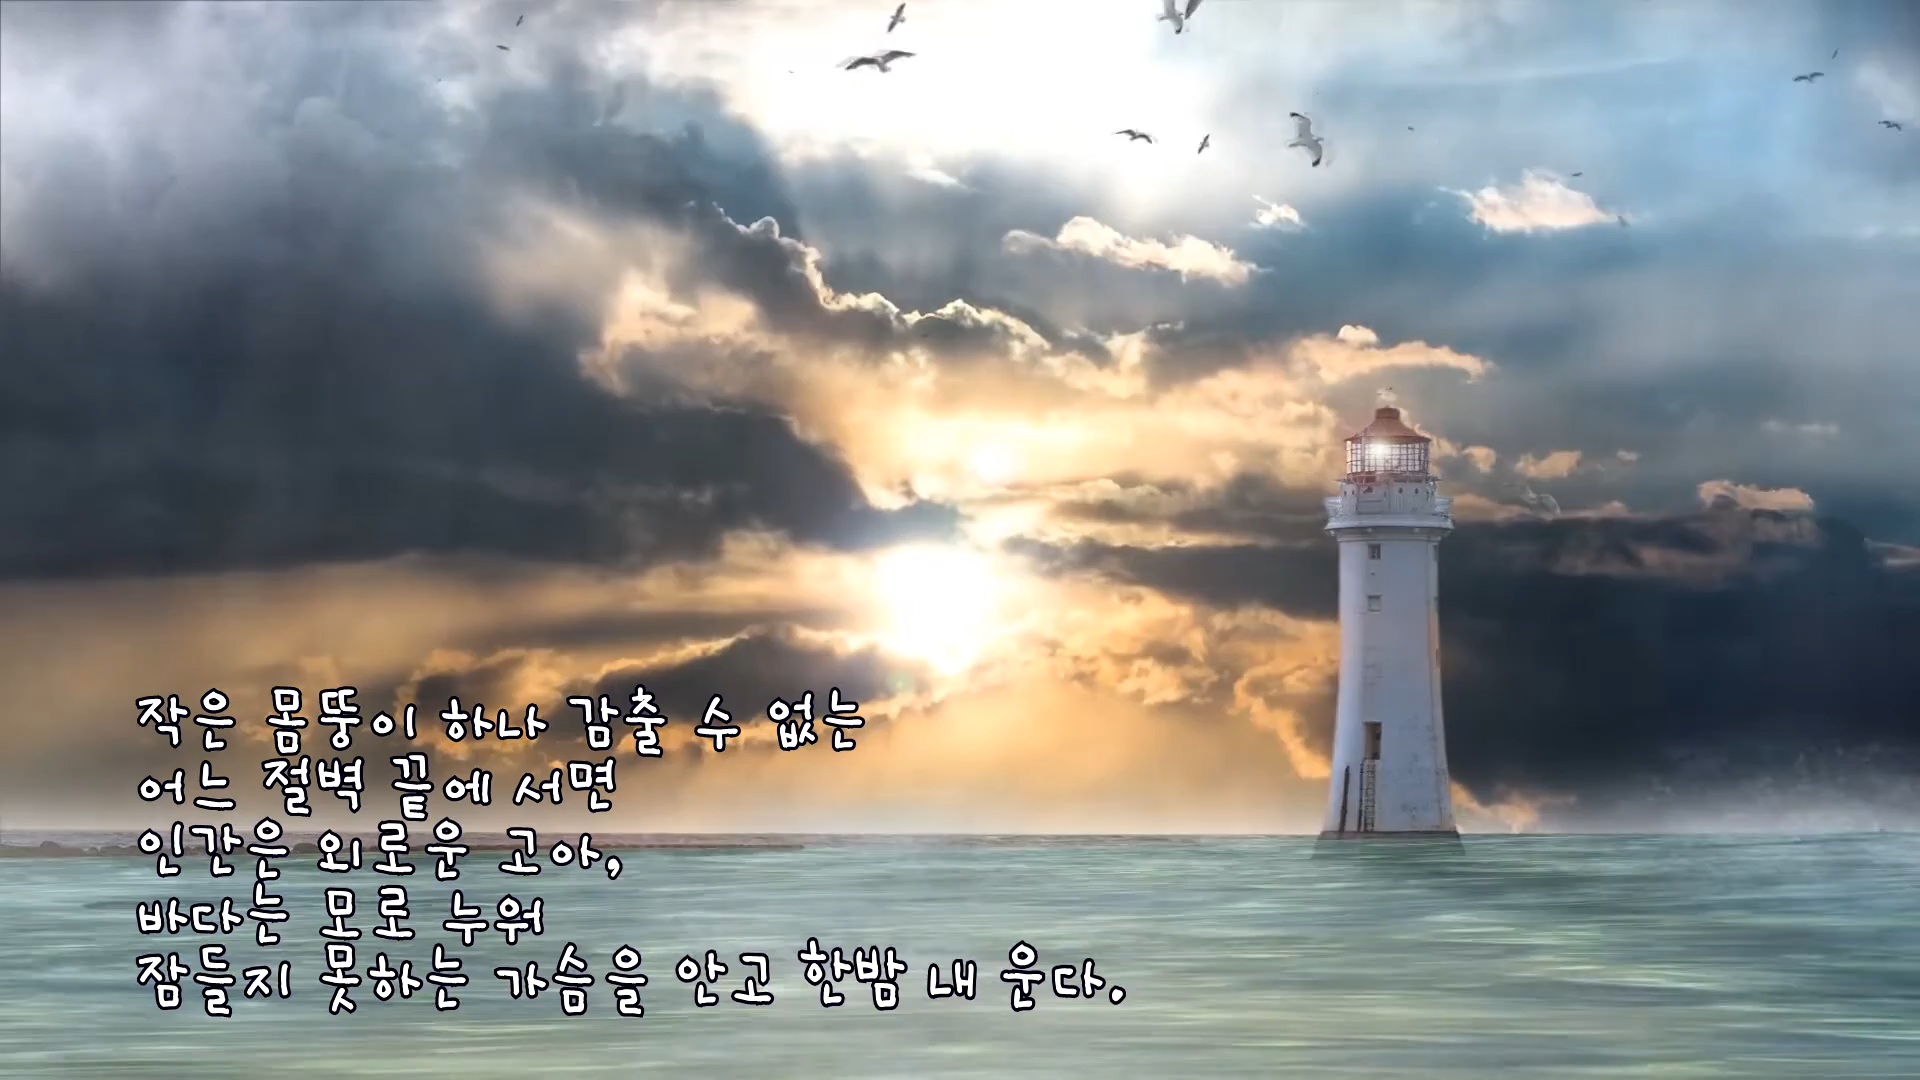 작은 몸뚱이 하나 감출 수 없는
어느 절벽 끝에 서면
인간은 외로운 고아,
바다는 모로 누워
잠들지 못하는 가슴을 안고 한밤 내 운다.